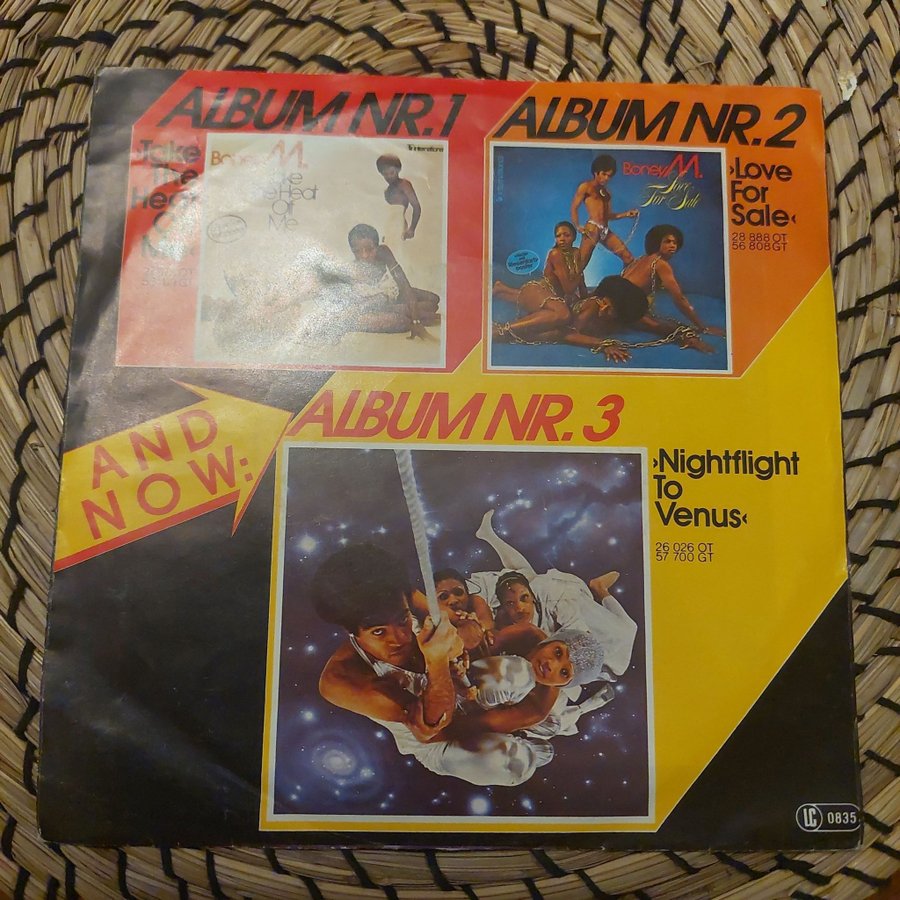 ALBUM NR.1
Take
The
Heat
Off
Me‹
Boney M.
Take
The Heat
Off
Me
ALBUM NR.2
Boney M.
Love
For Sale
›Love
For
Sale‹
28 888 OT
56 808 GT
AND
NOW:
ALBUM NR. 3
›Nightflight
To
Venus‹
26 026 OT
57 700 GT
LC 0835